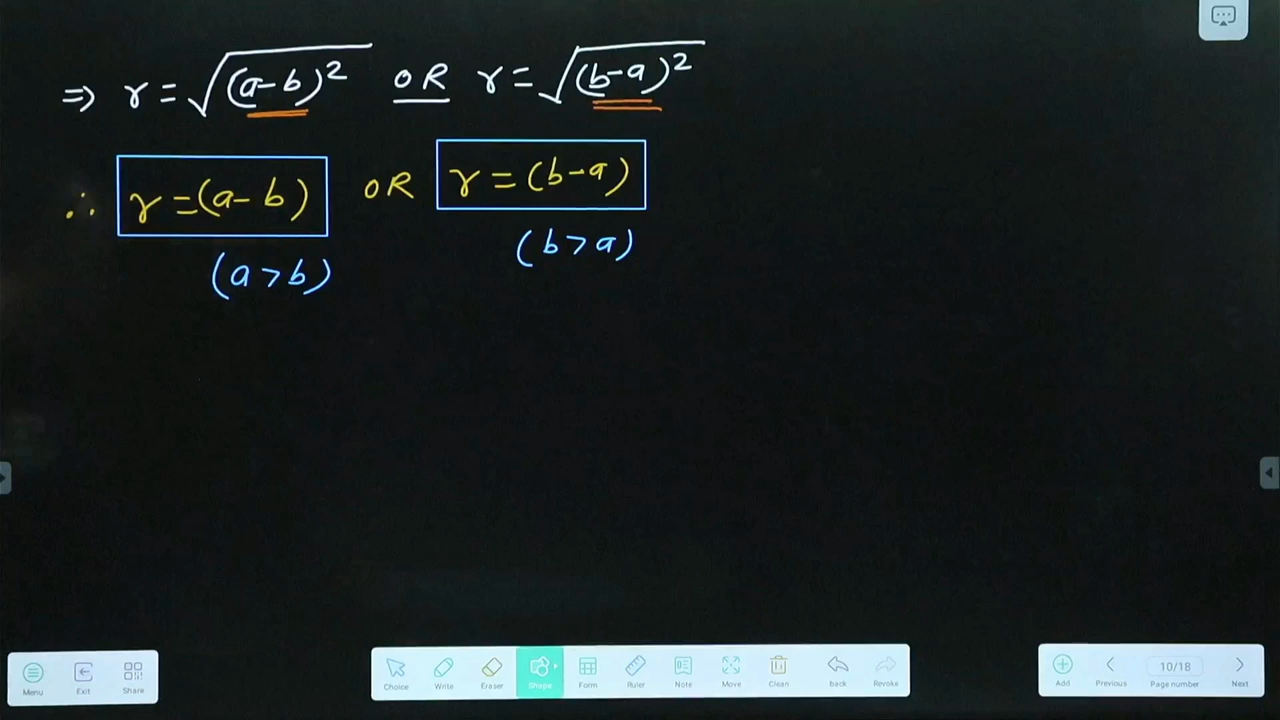 ⇒ r = √(a-b)² OR r = √(b-a)²
∴ r = (a-b) OR r = (b-a)
(a > b) (b > a)
Menu Exit Share Choice Write Eraser Shape Form Ruler Note Move Clean back Revoke Add Previous 10/18 Page number Next